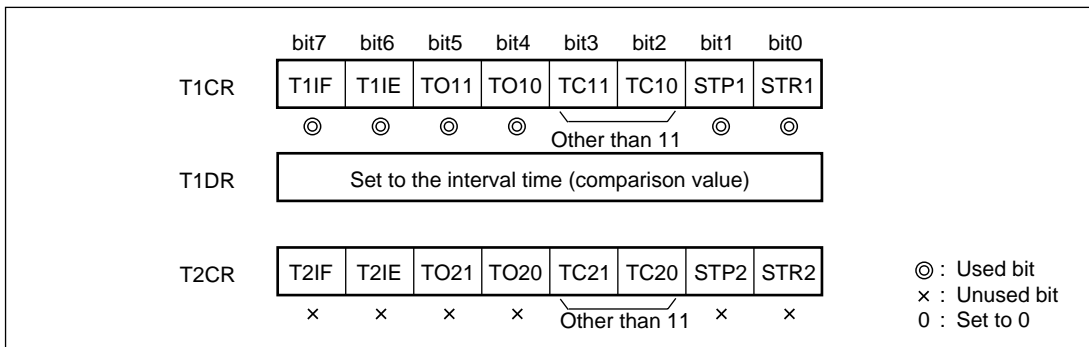 bit7 bit6 bit5 bit4 bit3 bit2 bit1 bit0
T1CR T1IF T1IE TO11 TO10 TC11 TC10 STP1 STR1
◎ ◎ ◎ ◎ Other than 11 ◎ ◎
T1DR Set to the interval time (comparison value)
T2CR T2IF T2IE TO21 TO20 TC21 TC20 STP2 STR2
× × × × Other than 11 × ×
◎ : Used bit
× : Unused bit
0 : Set to 0